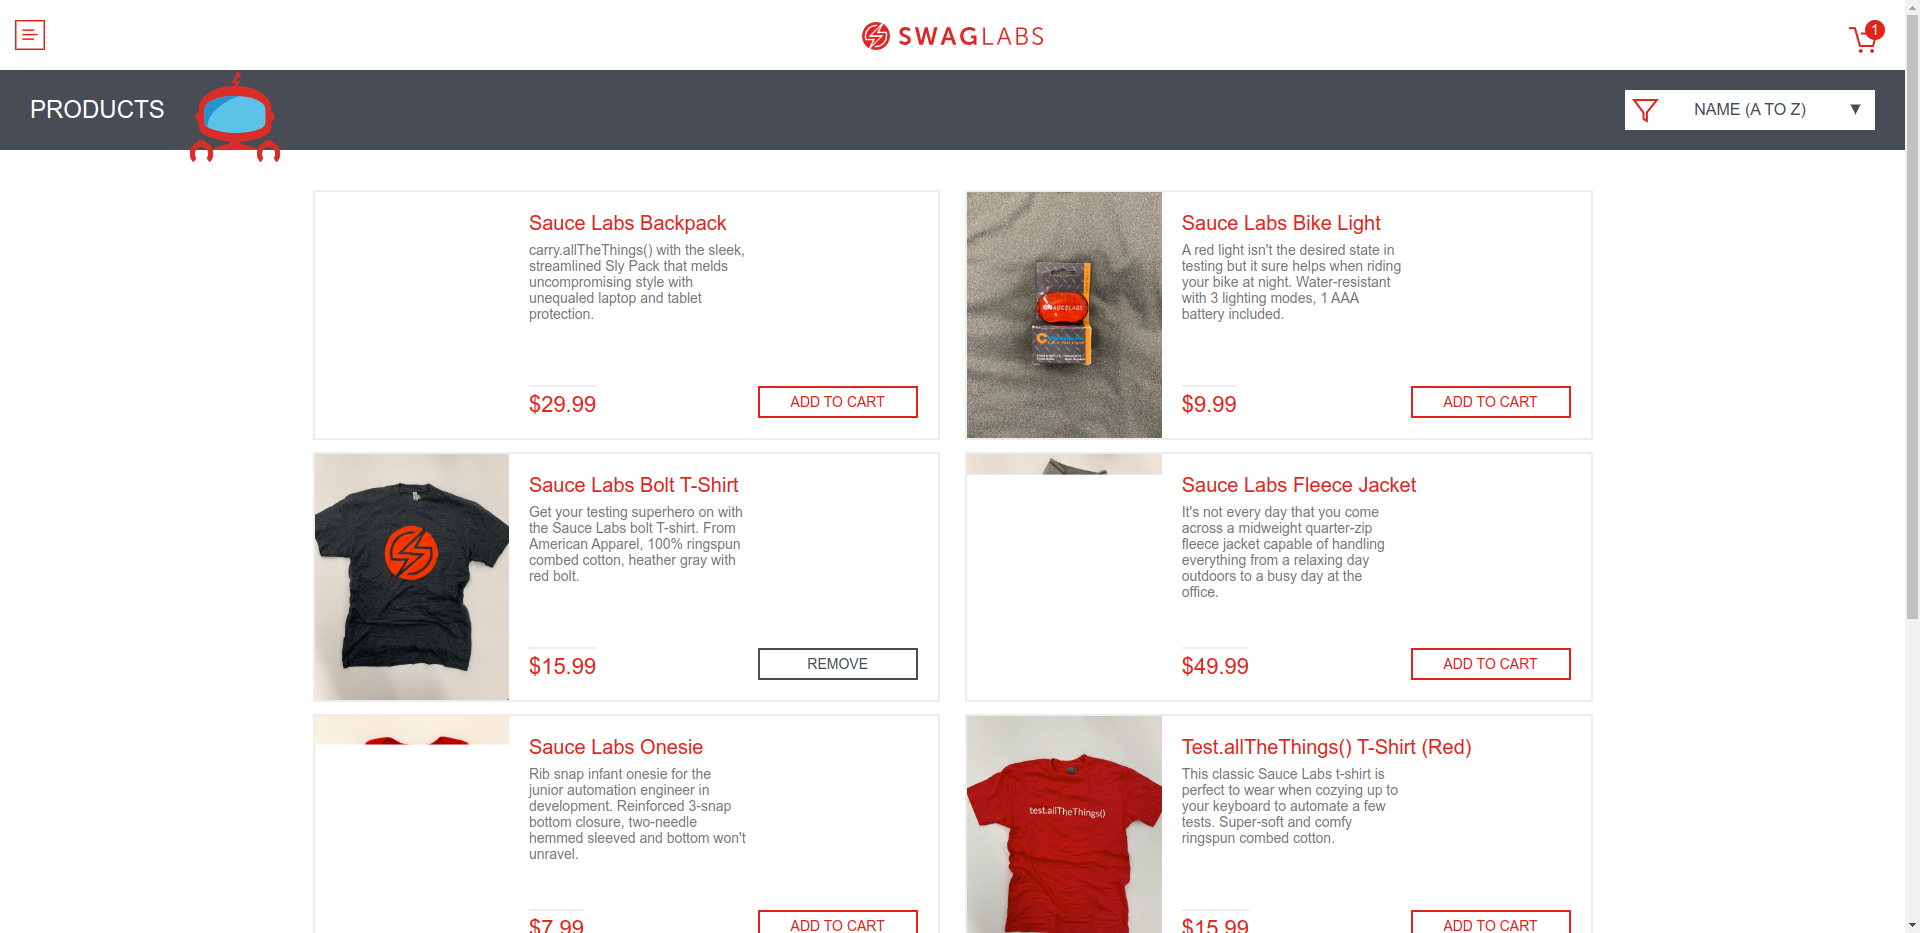 SWAGLABS
1
PRODUCTS
NAME (A TO Z)
Sauce Labs Backpack
carry.allTheThings() with the sleek,
streamlined Sly Pack that melds
uncompromising style with
unequaled laptop and tablet
protection.
$29.99
ADD TO CART
SAUCELABS
Sauce Labs Bike Light
A red light isn't the desired state in
testing but it sure helps when riding
your bike at night. Water-resistant
with 3 lighting modes, 1 AAA
battery included.
$9.99
ADD TO CART
Sauce Labs Bolt T-Shirt
Get your testing superhero on with
the Sauce Labs bolt T-shirt. From
American Apparel, 100% ringspun
combed cotton, heather gray with
red bolt.
$15.99
REMOVE
Sauce Labs Fleece Jacket
It's not every day that you come
across a midweight quarter-zip
fleece jacket capable of handling
everything from a relaxing day
outdoors to a busy day at the
office.
$49.99
ADD TO CART
Sauce Labs Onesie
Rib snap infant onesie for the
junior automation engineer in
development. Reinforced 3-snap
bottom closure, two-needle
hemmed sleeved and bottom won't
unravel.
$7.99
ADD TO CART
test.allTheThings()
Test.allTheThings() T-Shirt (Red)
This classic Sauce Labs t-shirt is
perfect to wear when cozying up to
your keyboard to automate a few
tests. Super-soft and comfy
ringspun combed cotton.
$15.99
ADD TO CART